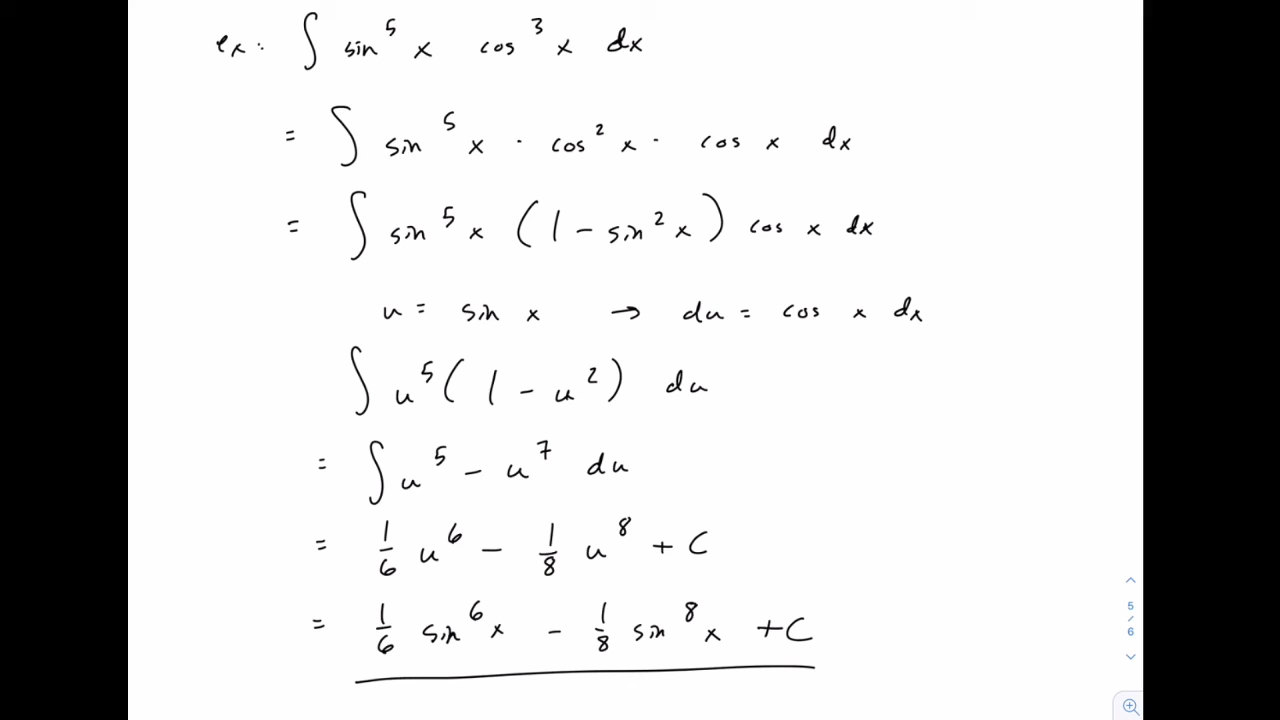 ex: ∫ sin⁵ x cos³ x dx
= ∫ sin⁵ x · cos² x · cos x dx
= ∫ sin⁵ x (1 - sin² x) cos x dx
u = sin x → du = cos x dx
∫ u⁵ (1 - u²) du
= ∫ u⁵ - u⁷ du
= 1/6 u⁶ - 1/8 u⁸ + C
= 1/6 sin⁶ x - 1/8 sin⁸ x + C
5
/
6